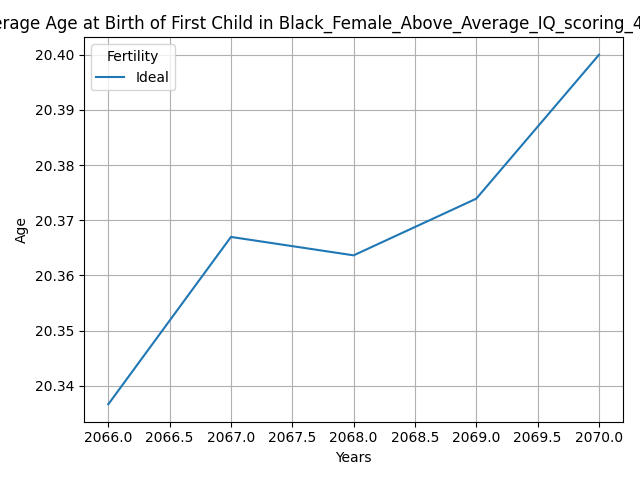 erage Age at Birth of First Child in Black_Female_Above_Average_IQ_scoring_4
Fertility
Ideal
20.40
20.39
20.38
20.37
20.36
20.35
20.34
Age
2066.0 2066.5 2067.0 2067.5 2068.0 2068.5 2069.0 2069.5 2070.0
Years